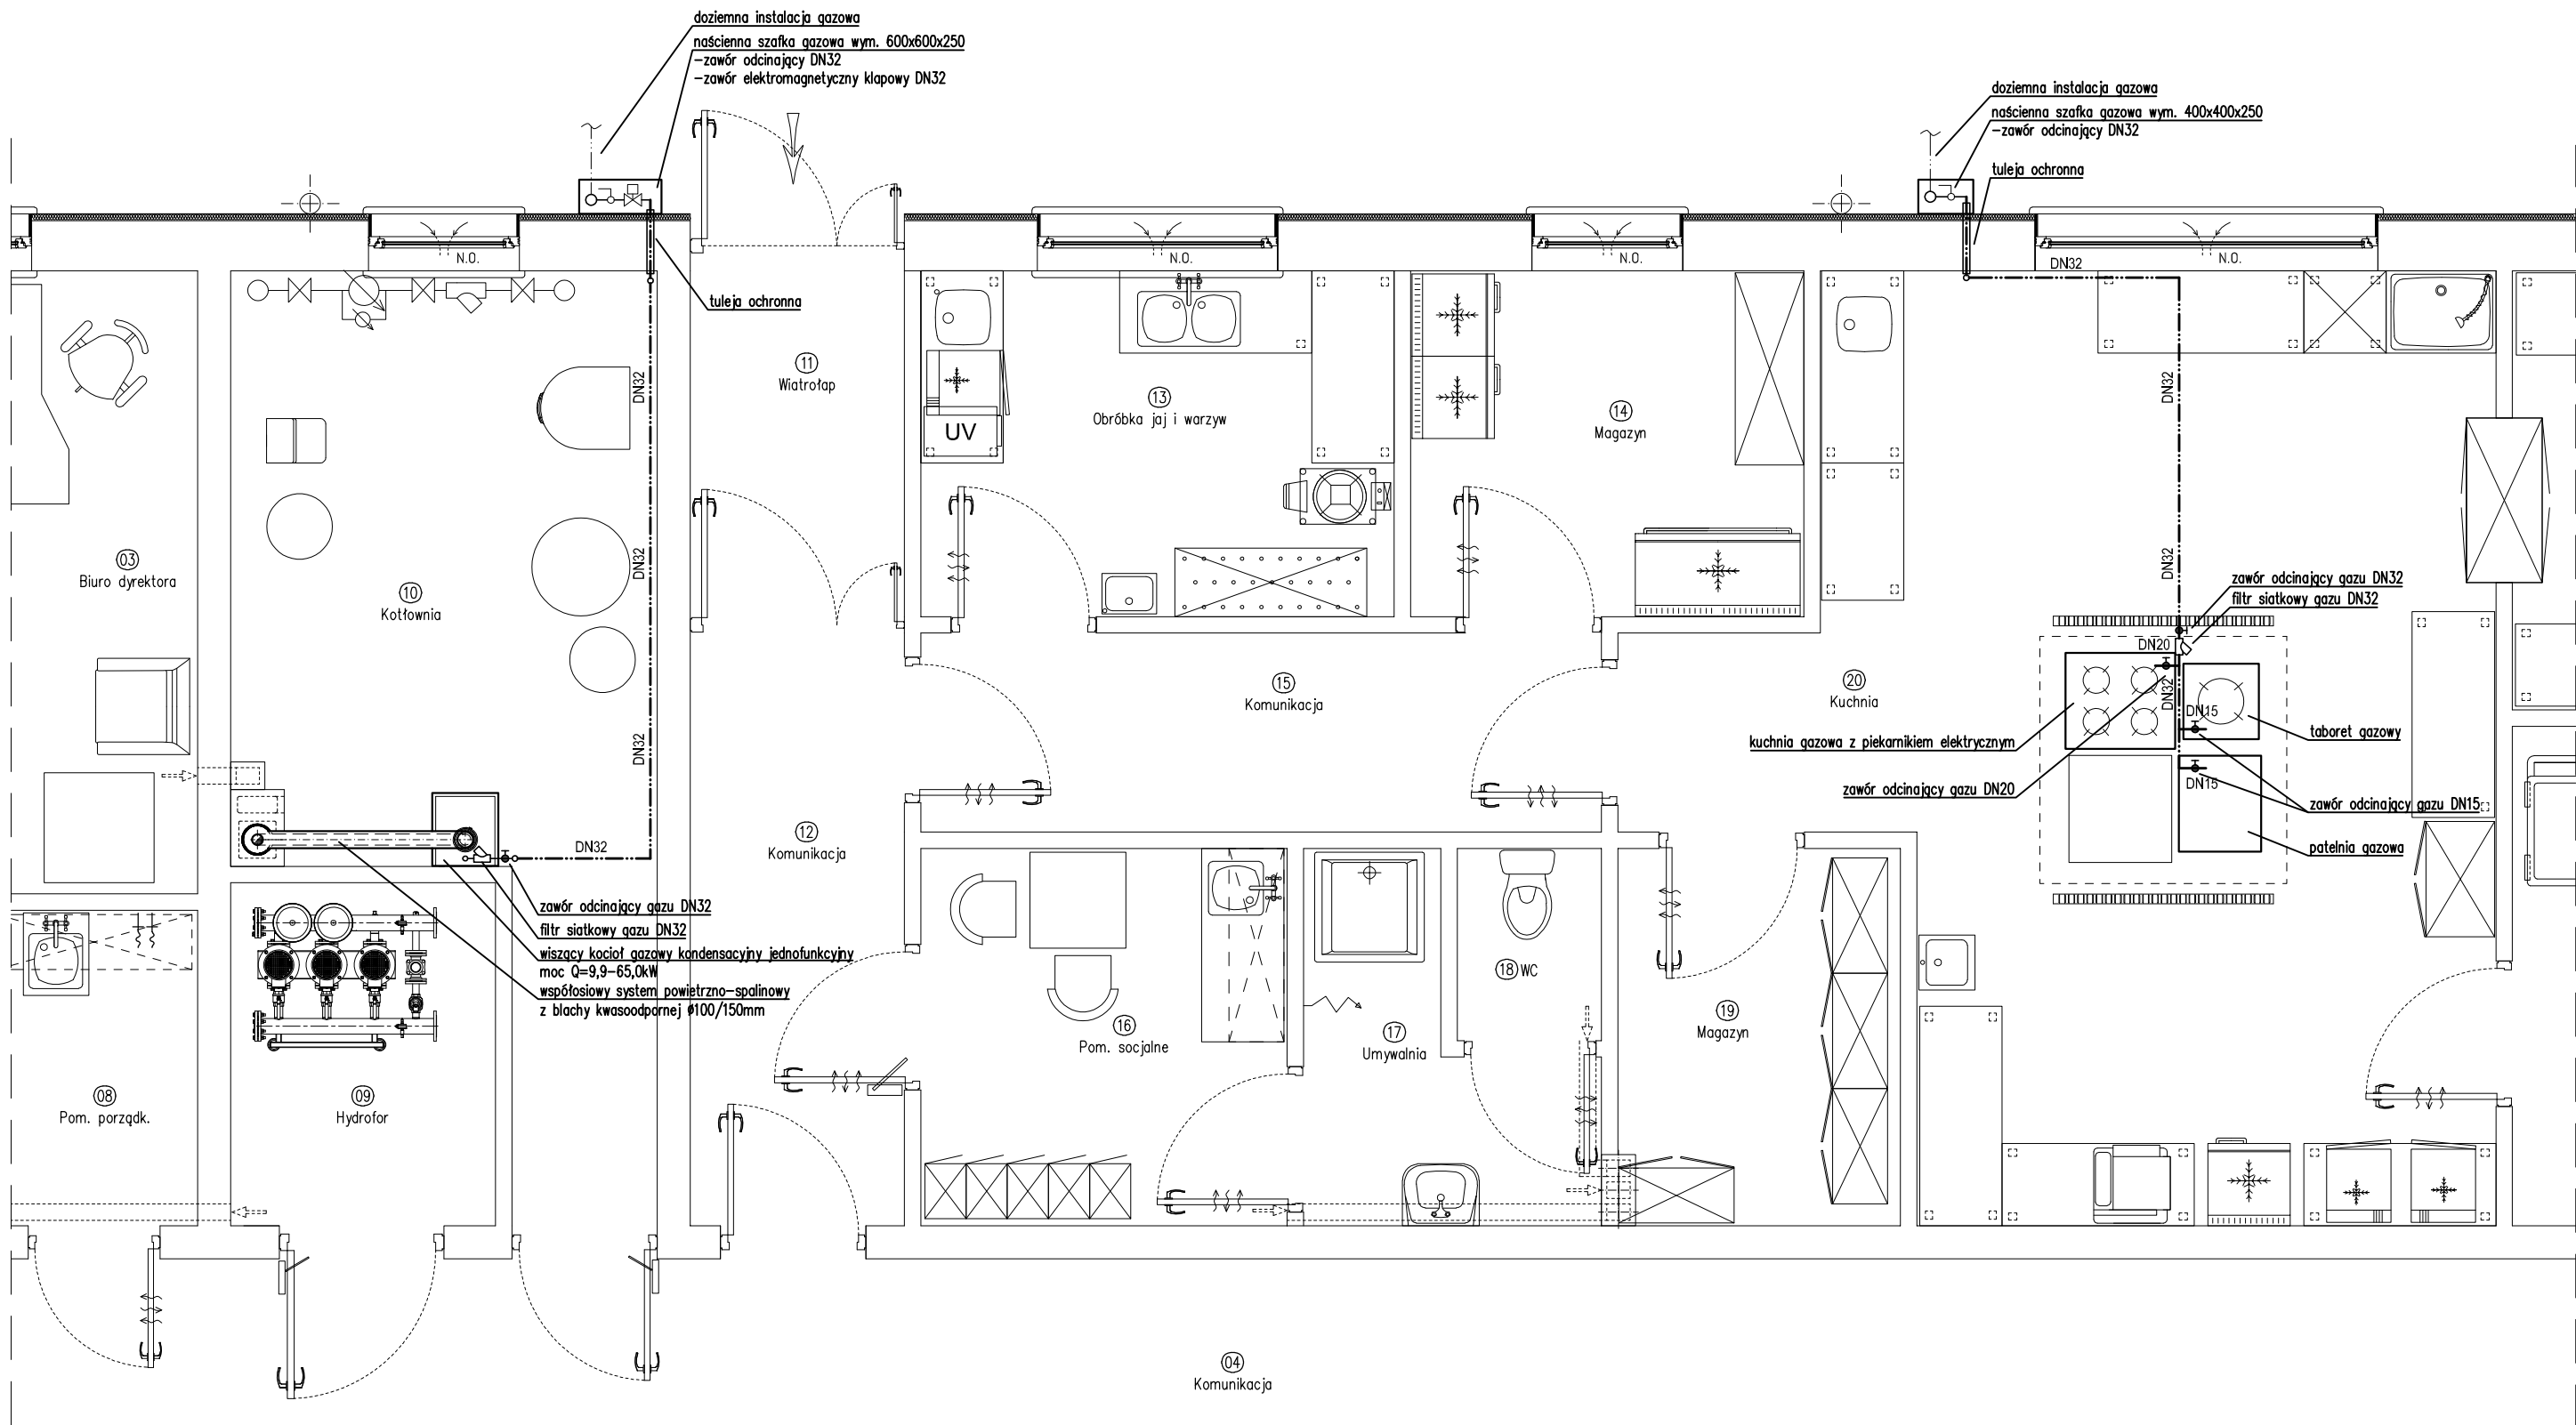 doziemna instalacja gazowa
naścienna szafka gazowa wym. 600x600x250
-zawór odcinający DN32
-zawór elektromagnetyczny klapowy DN32
doziemna instalacja gazowa
naścienna szafka gazowa wym. 400x400x250
-zawór odcinający DN32
tuleja ochronna
N.O.
N.O.
N.O.
N.O.
DN32
tuleja ochronna
11
Wiatrołap
DN32
DN32
13
Obróbka jaj i warzyw
14
Magazyn
UV
03
Biuro dyrektora
10
Kotłownia
DN32
DN32
zawór odcinający gazu DN32
filtr siatkowy gazu DN32
DN20
15
Komunikacja
20
Kuchnia
DN32
DN32
DN15
kuchnia gazowa z piekarnikiem elektrycznym
taboret gazowy
DN15
zawór odcinający gazu DN20
zawór odcinający gazu DN15
12
Komunikacja
DN32
patelnia gazowa
zawór odcinający gazu DN32
filtr siatkowy gazu DN32
wiszący kocioł gazowy kondensacyjny jednofunkcyjny
moc Q=9,9-65,0kW
współosiowy system powietrzno-spalinowy
z blachy kwasoodpornej ø100/150mm
18 WC
16
Pom. socjalne
17
Umywalnia
19
Magazyn
08
Pom. porządk.
09
Hydrofor
04
Komunikacja